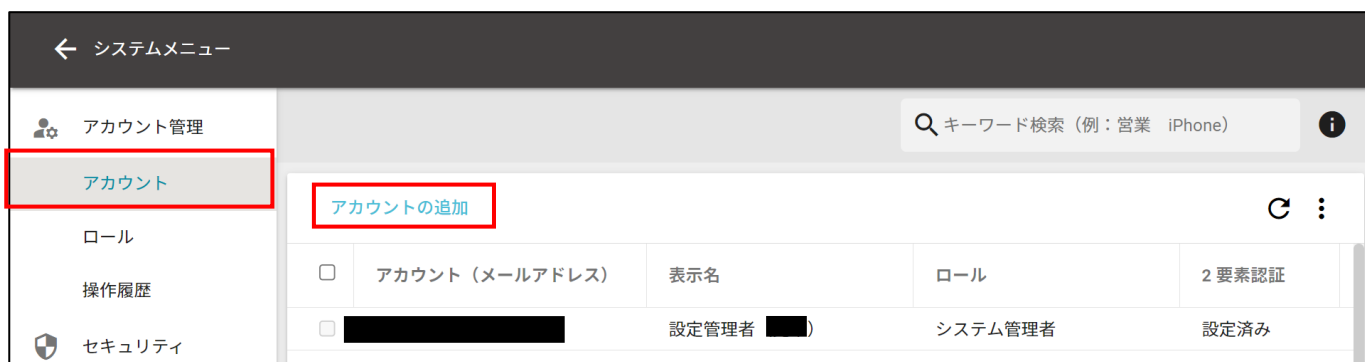 システムメニュー
アカウント管理
キーワード検索（例：営業　iPhone）
アカウント
アカウントの追加
ロール
アカウント（メールアドレス） 表示名 ロール 2 要素認証
操作履歴
設定管理者 ） システム管理者 設定済み
セキュリティ